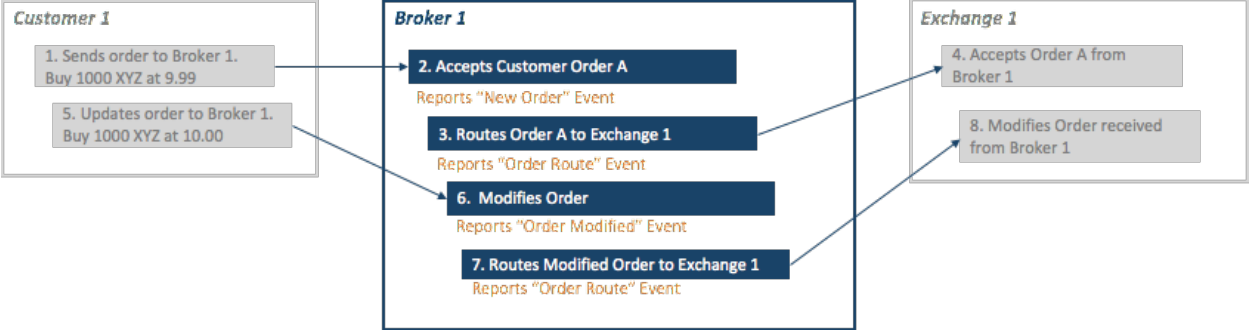 Customer 1
1. Sends order to Broker 1.
Buy 1000 XYZ at 9.99
5. Updates order to Broker 1.
Buy 1000 XYZ at 10.00
Broker 1
2. Accepts Customer Order A
Reports “New Order” Event
3. Routes Order A to Exchange 1
Reports “Order Route” Event
6. Modifies Order
Reports “Order Modified” Event
7. Routes Modified Order to Exchange 1
Reports “Order Route” Event
Exchange 1
4. Accepts Order A from
Broker 1
8. Modifies Order received
from Broker 1